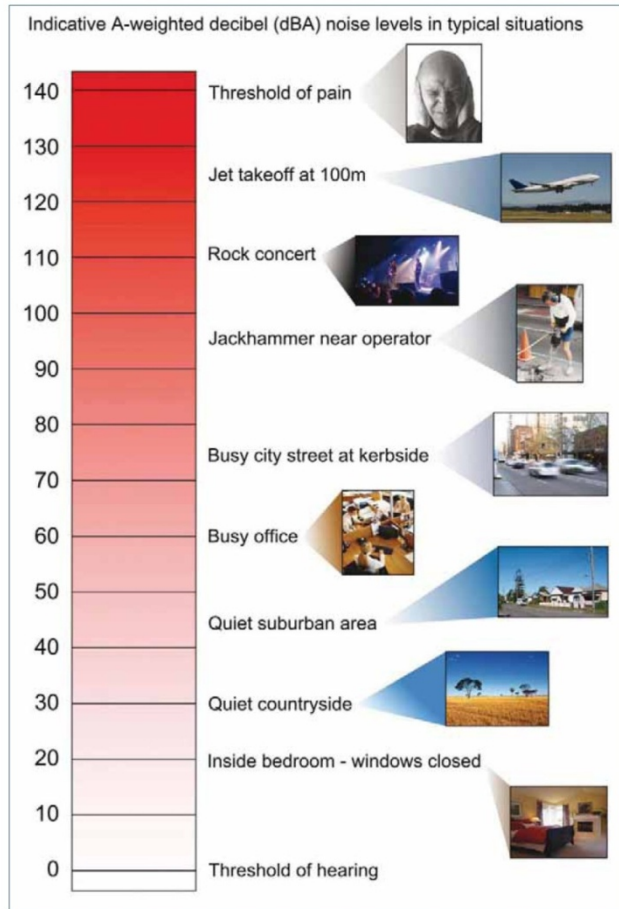 Indicative A-weighted decibel (dBA) noise levels in typical situations
140
Threshold of pain
130
Jet takeoff at 100m
120
110
Rock concert
100
Jackhammer near operator
90
80
Busy city street at kerbside
70
60
Busy office
50
Quiet suburban area
40
30
Quiet countryside
20
Inside bedroom - windows closed
10
0
Threshold of hearing